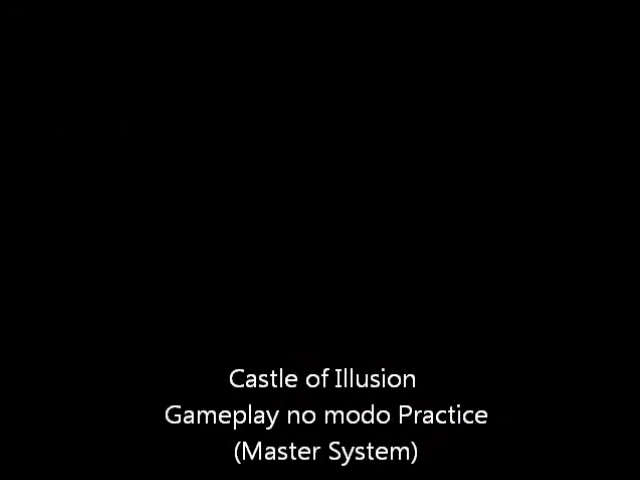 Castle of Illusion
Gameplay no modo Practice
(Master System)